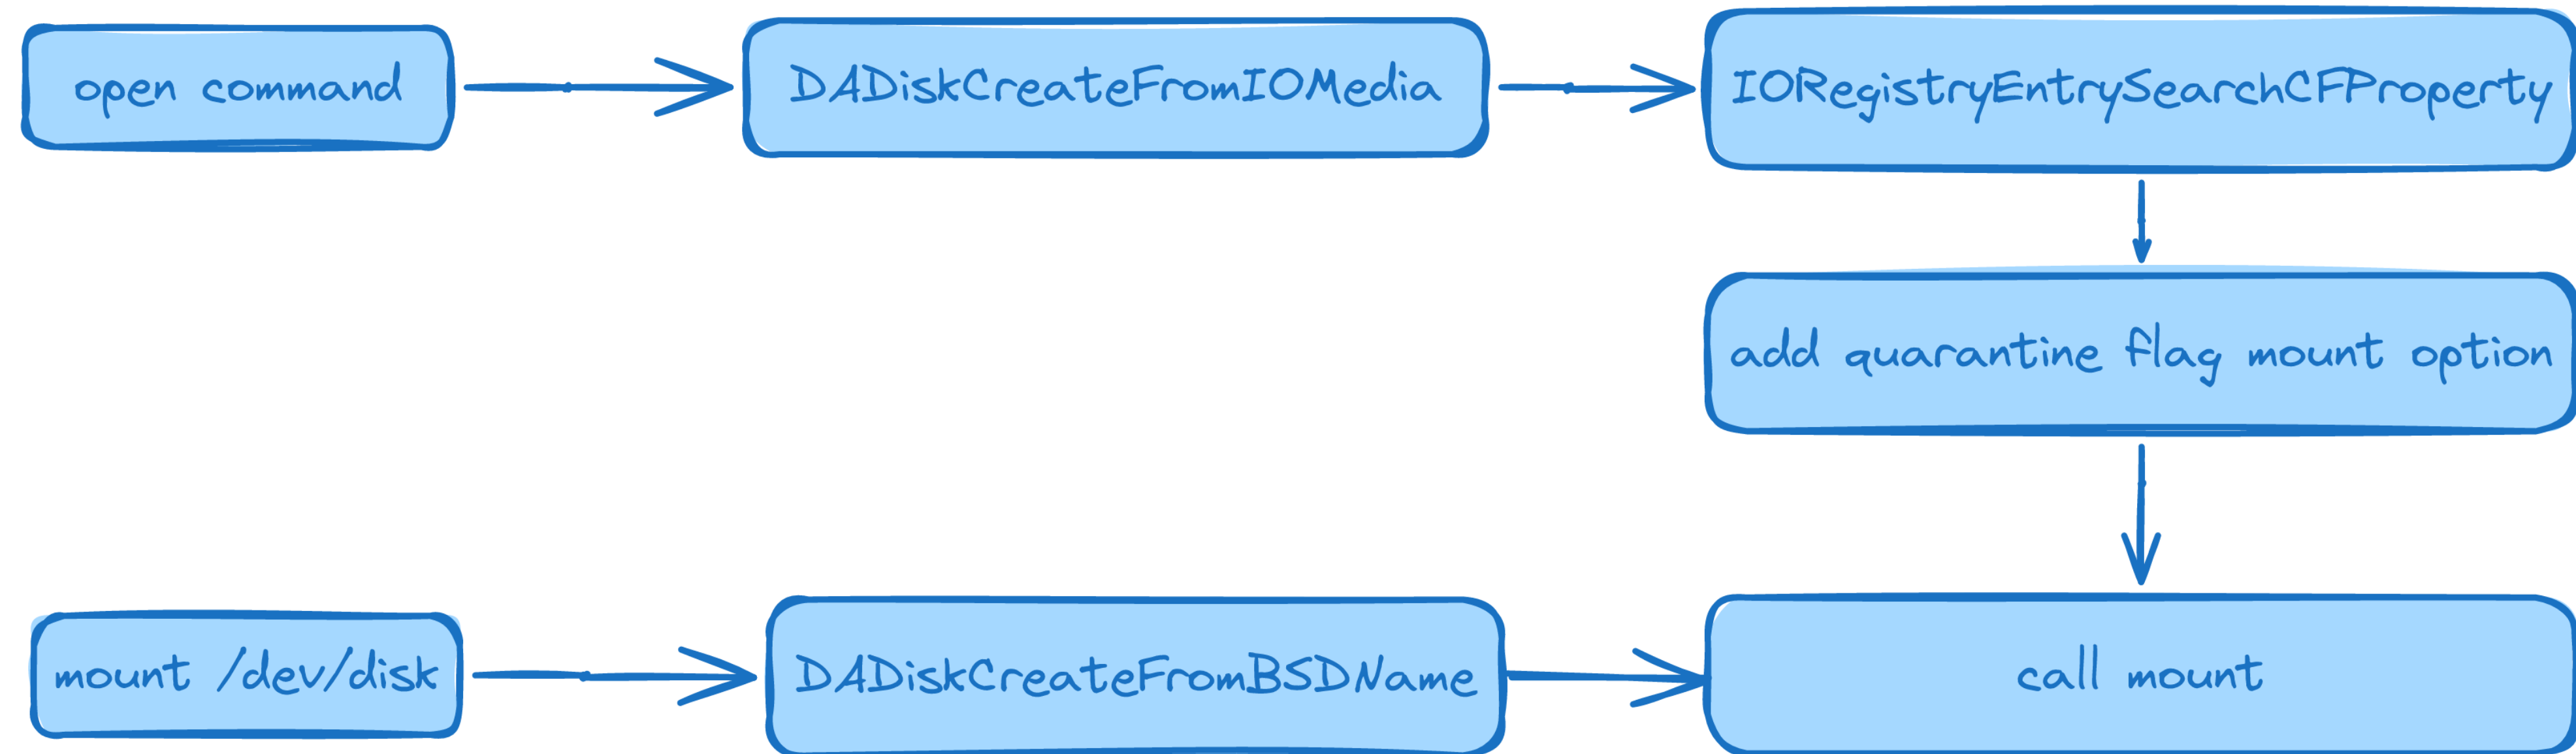 open command
DADiskCreateFromIOMedia
IORegistryEntrySearchCFProperty
add quarantine flag mount option
mount /dev/disk
DADiskCreateFromBSDName
call mount